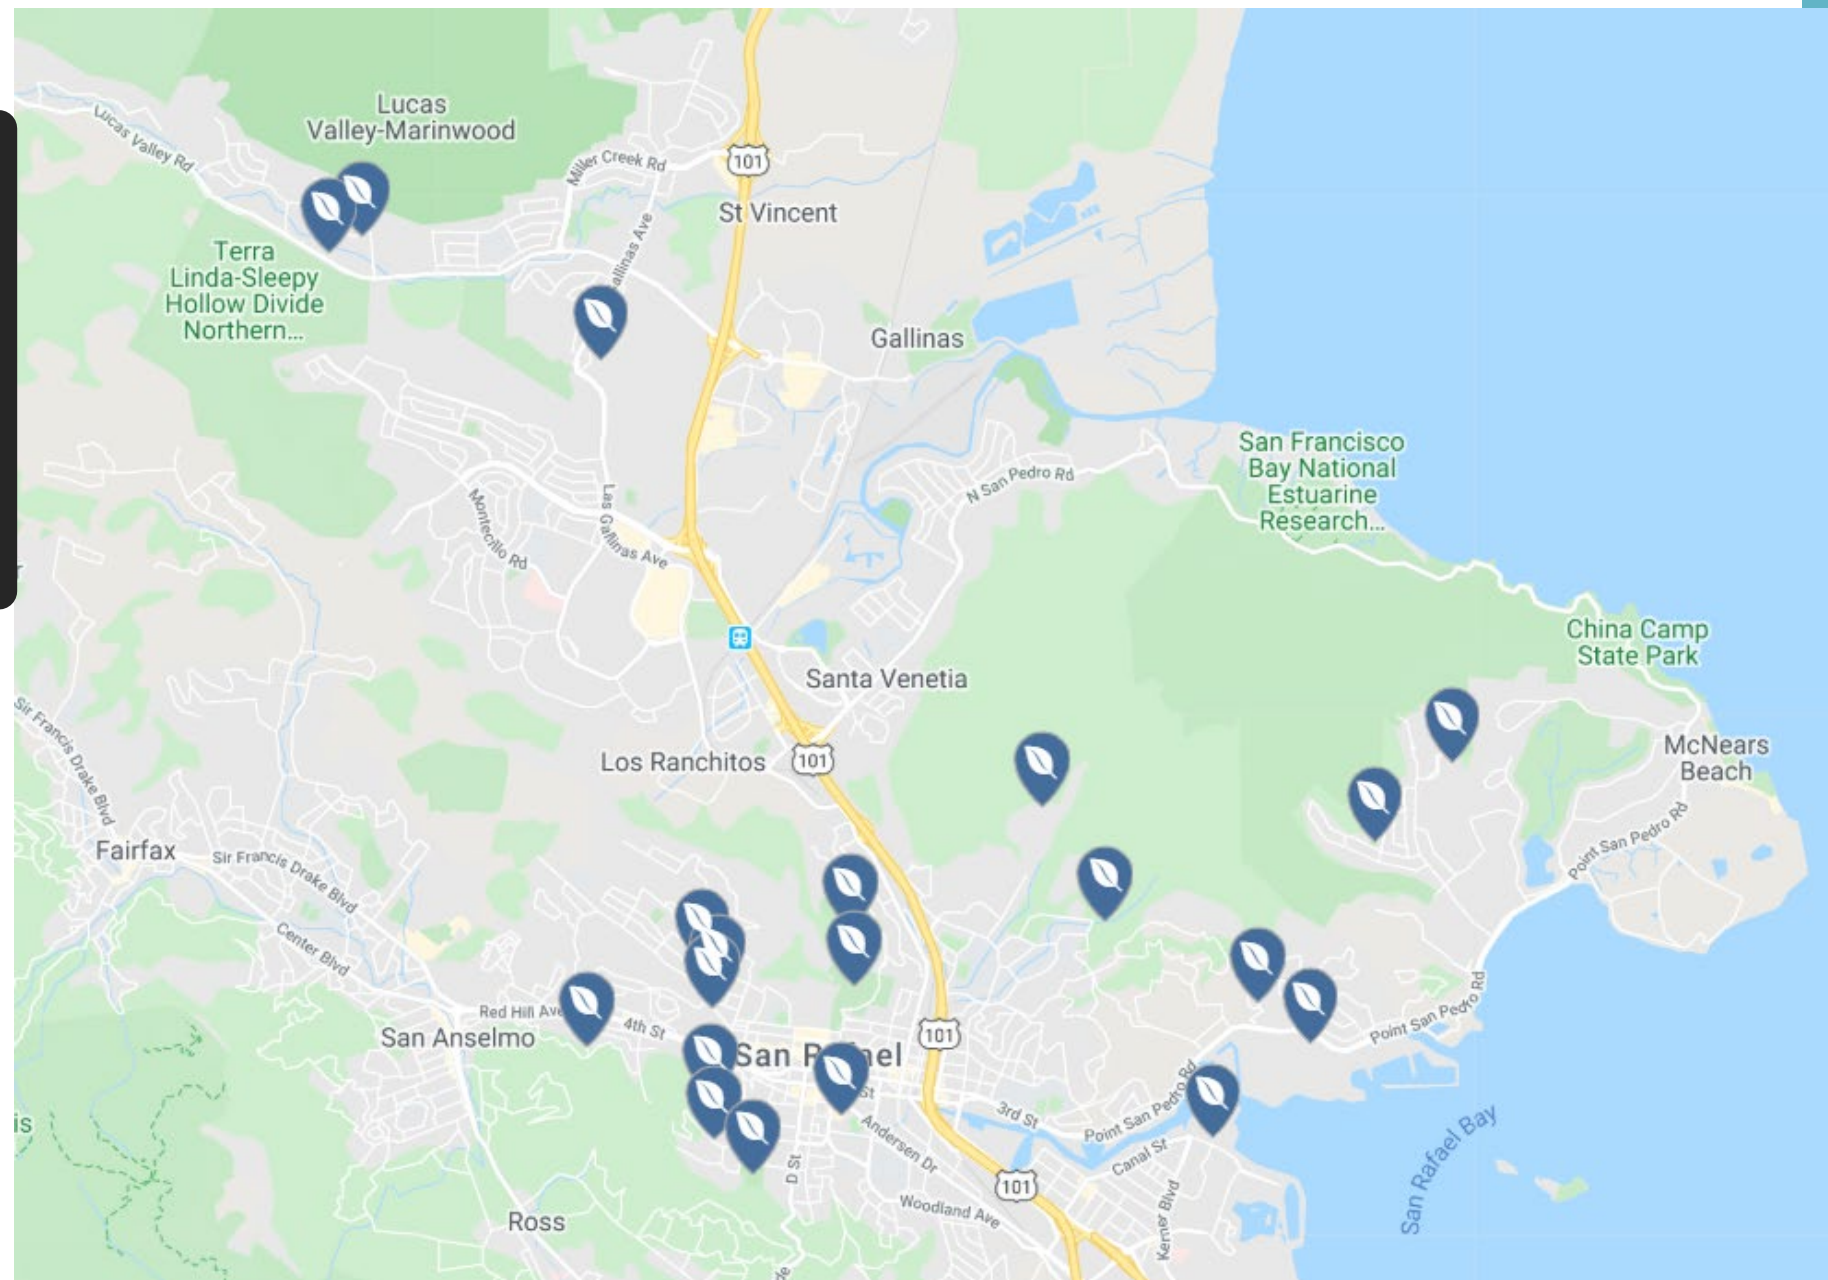 Lucas
Valley-Marinwood
Lucas Valley Rd
Miller Creek Rd
101
St Vincent
Terra
Linda-Sleepy
Hollow Divide
Northern...
Gallinas
San Francisco
Bay National
Estuarine
Research...
N San Pedro Rd
Montecillo Rd
Las Gallinas Ave
China Camp
State Park
Santa Venetia
Sir Francis Drake Blvd
Los Ranchitos
101
McNears
Beach
Point San Pedro Rd
Fairfax
Sir Francis Drake Blvd
Center Blvd
Red Hill Ave
4th St
San Anselmo
101
Point San Pedro Rd
St
3rd St
Point San Pedro Rd
Andersen Dr
Canal St
D St
101
San Rafael Bay
Kerner Blvd
Woodland Ave
Ross
is